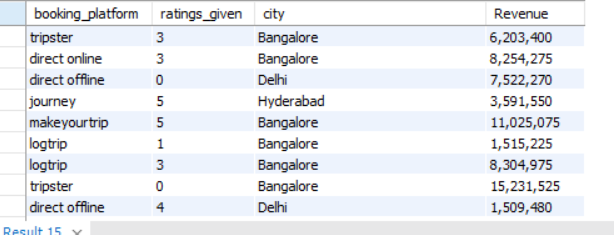 booking_platform ratings_given city Revenue
tripster 3 Bangalore 6,203,400
direct online 3 Bangalore 8,254,275
direct offline 0 Delhi 7,522,270
journey 5 Hyderabad 3,591,550
makeyourtrip 5 Bangalore 11,025,075
logtrip 1 Bangalore 1,515,225
logtrip 3 Bangalore 8,304,975
tripster 0 Bangalore 15,231,525
direct offline 4 Delhi 1,509,480
Result 15 ×